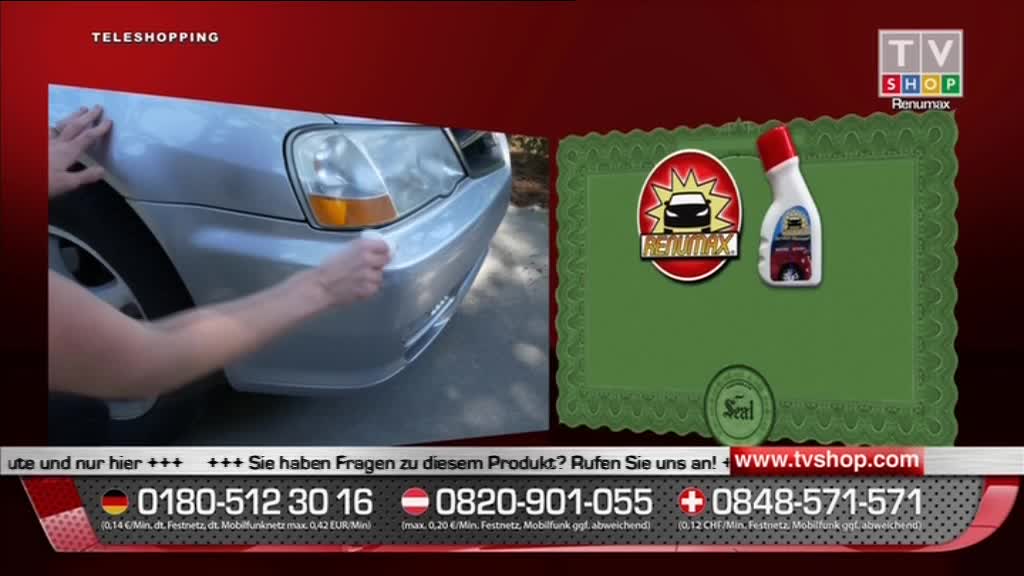 TELESHOPPING
TV
SHOP
Renumax
RENUMAX
Seal
ute und nur hier +++ +++ Sie haben Fragen zu diesem Produkt? Rufen Sie uns an! +
www.tvshop.com
0180-512 30 16 0820-901-055 0848-571-571
(0,14 €/Min. dt. Festnetz, dt. Mobilfunknetz max. 0,42 EUR/Min) (max. 0,20 €/Min. Festnetz, Mobilfunk ggf. abweichend) (0,12 CHF/Min. Festnetz, Mobilfunk ggf. abweichend)